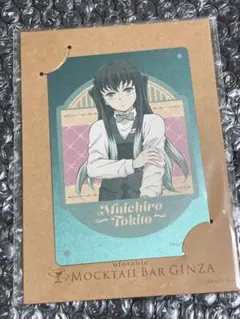 ~Muichiro
Tokito~
ufotable
MOCKTAIL BAR GINZA